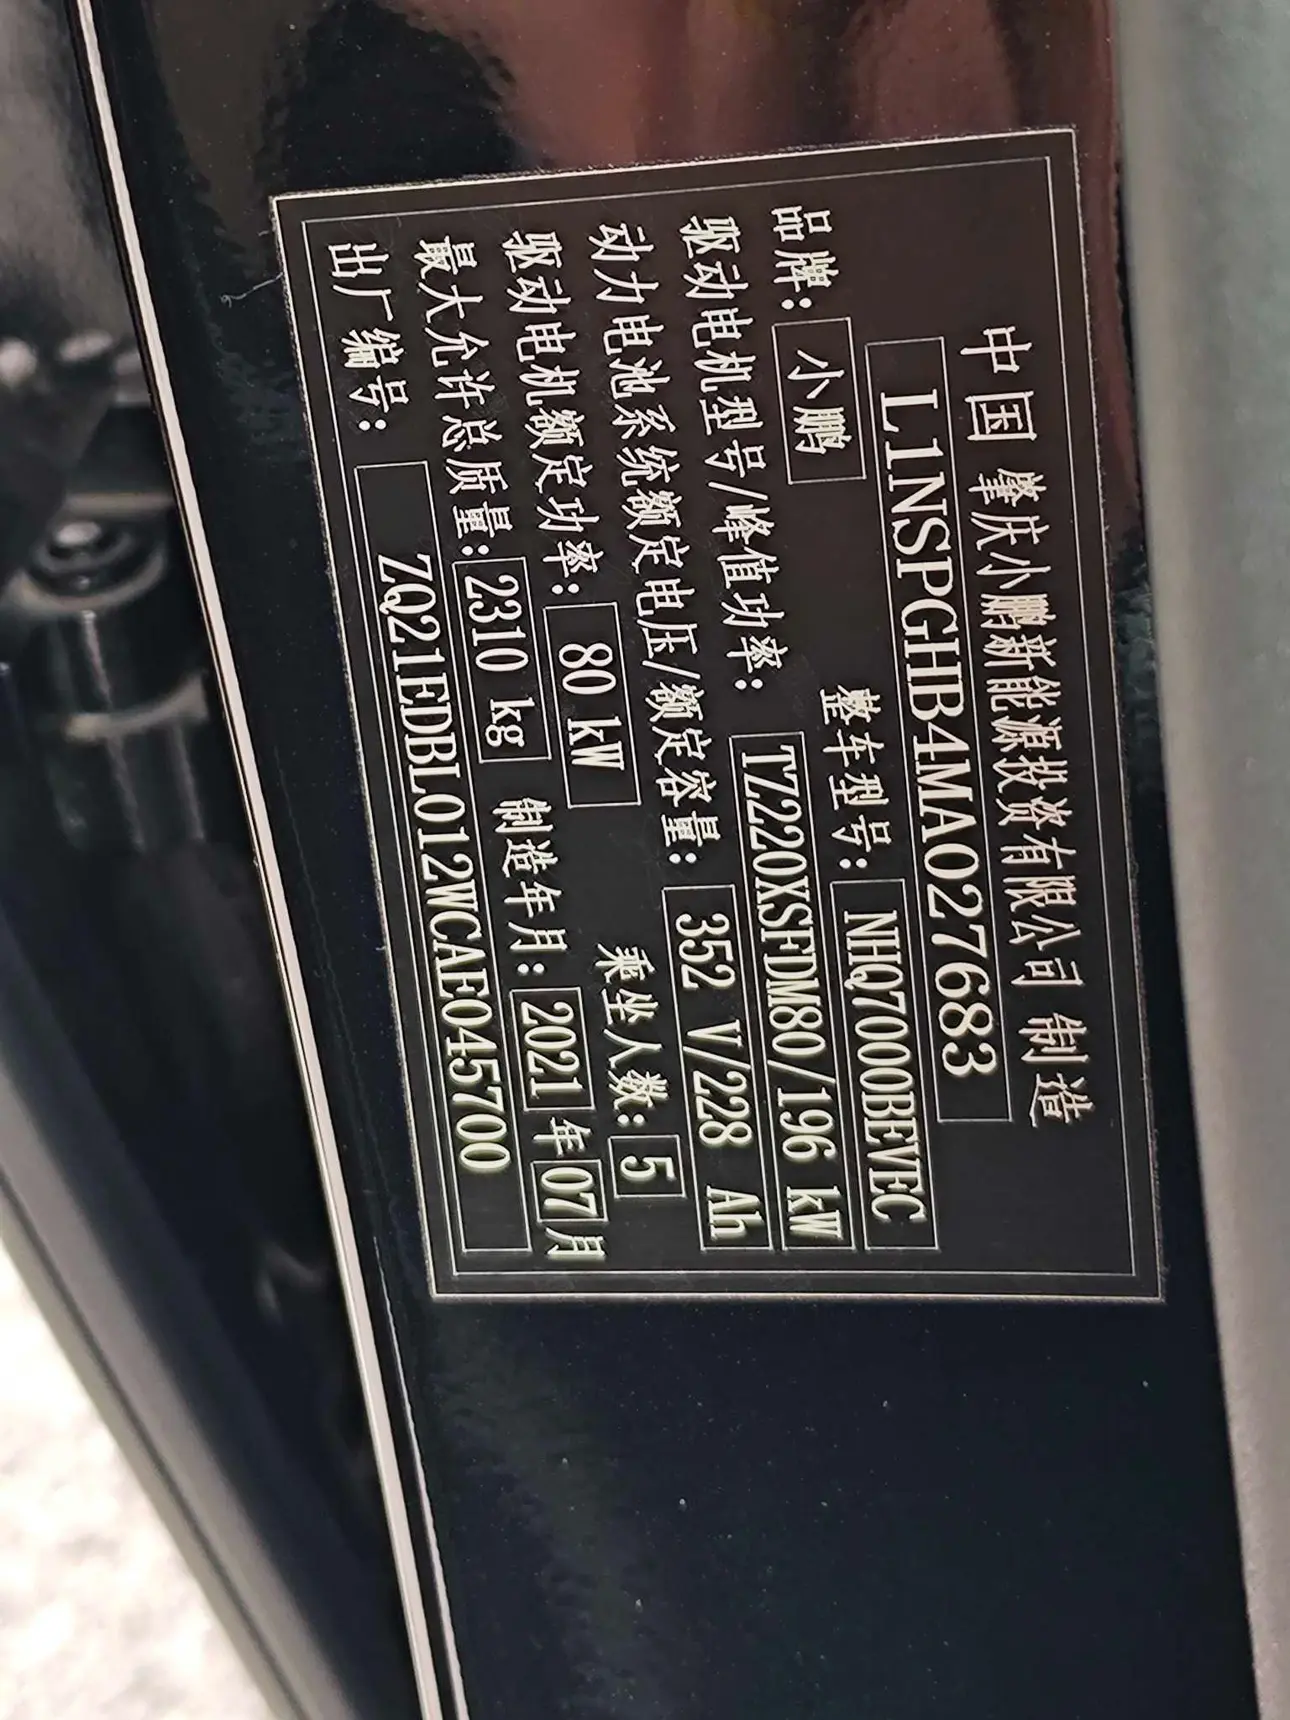 中国 肇庆小鹏新能源投资有限公司 制造
L1NSPGHB4MA027683
品牌: 小鹏 整车型号: NHQ7000BEVEC
驱动电机型号/峰值功率: TZ220XSFDM80/196 kW
动力电池系统额定电压/额定容量: 352 V/228 Ah
驱动电机额定功率: 80 kW 乘坐人数: 5
最大允许总质量: 2310 kg 制造年月: 2021 年 07 月
出厂编号: ZQ21EDBL012WCAE045700